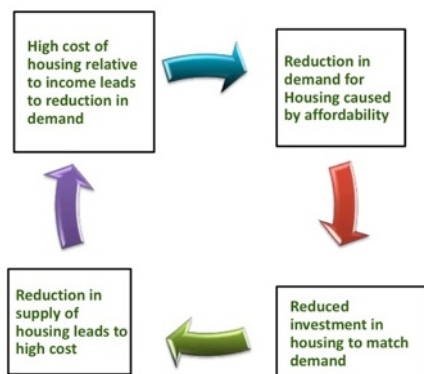 High cost of
housing relative
to income leads
to reduction in
demand
Reduction in
demand for
Housing caused
by affordability
Reduced
investment in
housing to match
demand
Reduction in
supply of
housing leads to
high cost